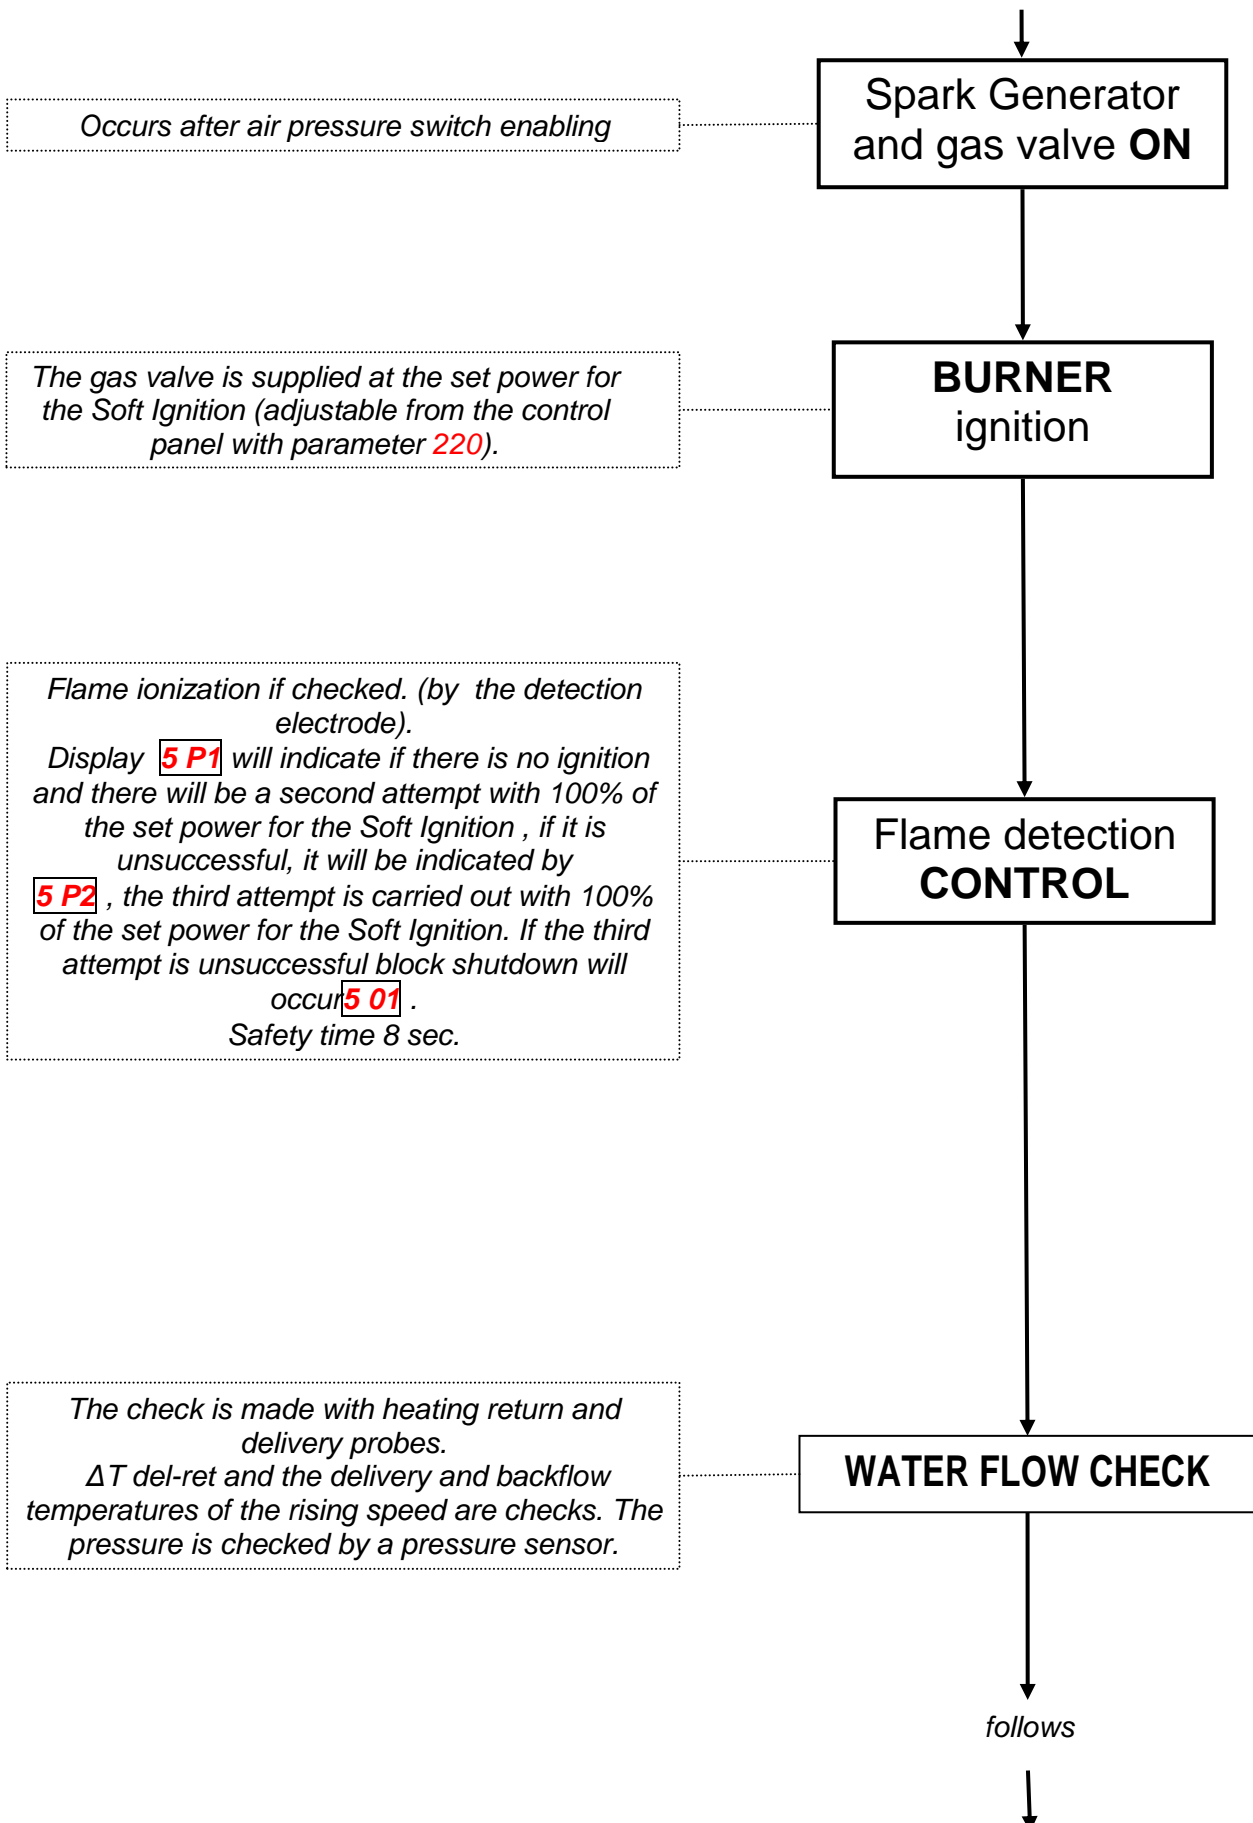 Spark Generator
and gas valve ON
Occurs after air pressure switch enabling
BURNER
ignition
The gas valve is supplied at the set power for
the Soft Ignition (adjustable from the control
panel with parameter 220).
Flame ionization if checked. (by the detection
electrode).
Display 5 P1 will indicate if there is no ignition
and there will be a second attempt with 100% of
the set power for the Soft Ignition , if it is
unsuccessful, it will be indicated by
5 P2 , the third attempt is carried out with 100%
of the set power for the Soft Ignition. If the third
attempt is unsuccessful block shutdown will
occur 5 01 .
Safety time 8 sec.
Flame detection
CONTROL
The check is made with heating return and
delivery probes.
ΔT del-ret and the delivery and backflow
temperatures of the rising speed are checks. The
pressure is checked by a pressure sensor.
WATER FLOW CHECK
follows